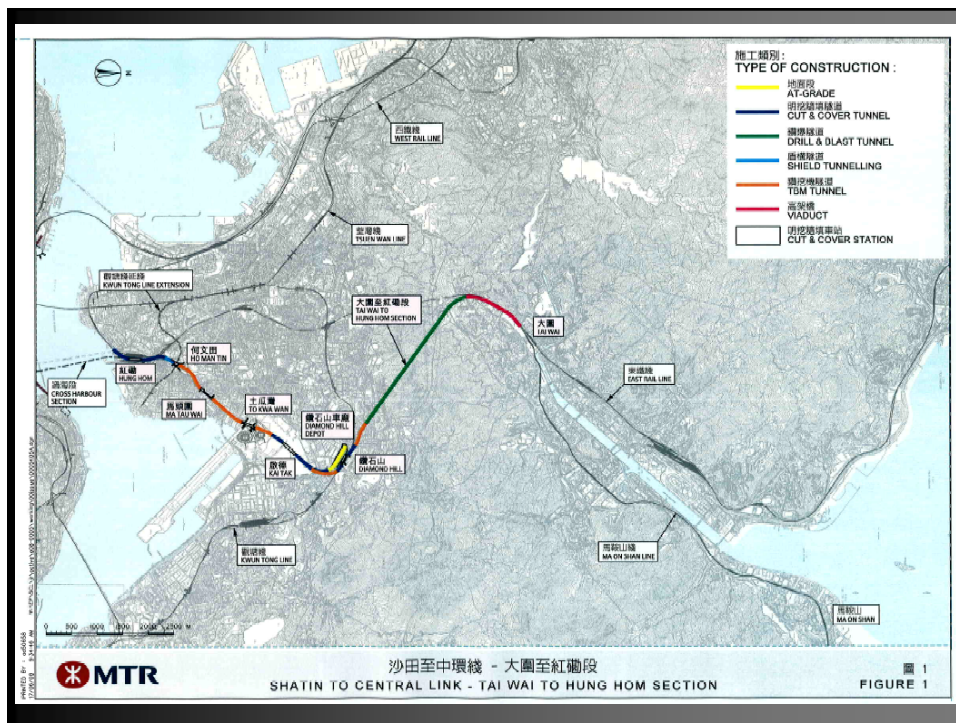 施工類別:
TYPE OF CONSTRUCTION :
地面段
AT-GRADE
明挖隨填隧道
CUT & COVER TUNNEL
鑽爆隧道
DRILL & BLAST TUNNEL
盾構隧道
SHIELD TUNNELLING
鑽挖機隧道
TBM TUNNEL
高架橋
VIADUCT
明挖隨填車站
CUT & COVER STATION
N
西鐵綫
WEST RAIL LINE
荃灣綫
TSUEN WAN LINE
觀塘綫延綫
KWUN TONG LINE EXTENSION
大圍至紅磡段
TAI WAI TO
HUNG HOM SECTION
大圍
TAI WAI
何文田
HO MAN TIN
紅磡
HUNG HOM
東鐵綫
EAST RAIL LINE
過海段
CROSS HARBOUR
SECTION
馬頭圍
MA TAU WAI
土瓜灣
TO KWA WAN
鑽石山車廠
DIAMOND HILL
DEPOT
啟德
KAI TAK
鑽石山
DIAMOND HILL
觀塘綫
KWUN TONG LINE
馬鞍山綫
MA ON SHAN LINE
馬鞍山
MA ON SHAN
0 500 1000 1500 2000 2500 M
MTR
沙田至中環綫 - 大圍至紅磡段
SHATIN TO CENTRAL LINK - TAI WAI TO HUNG HOM SECTION
圖 1
FIGURE 1